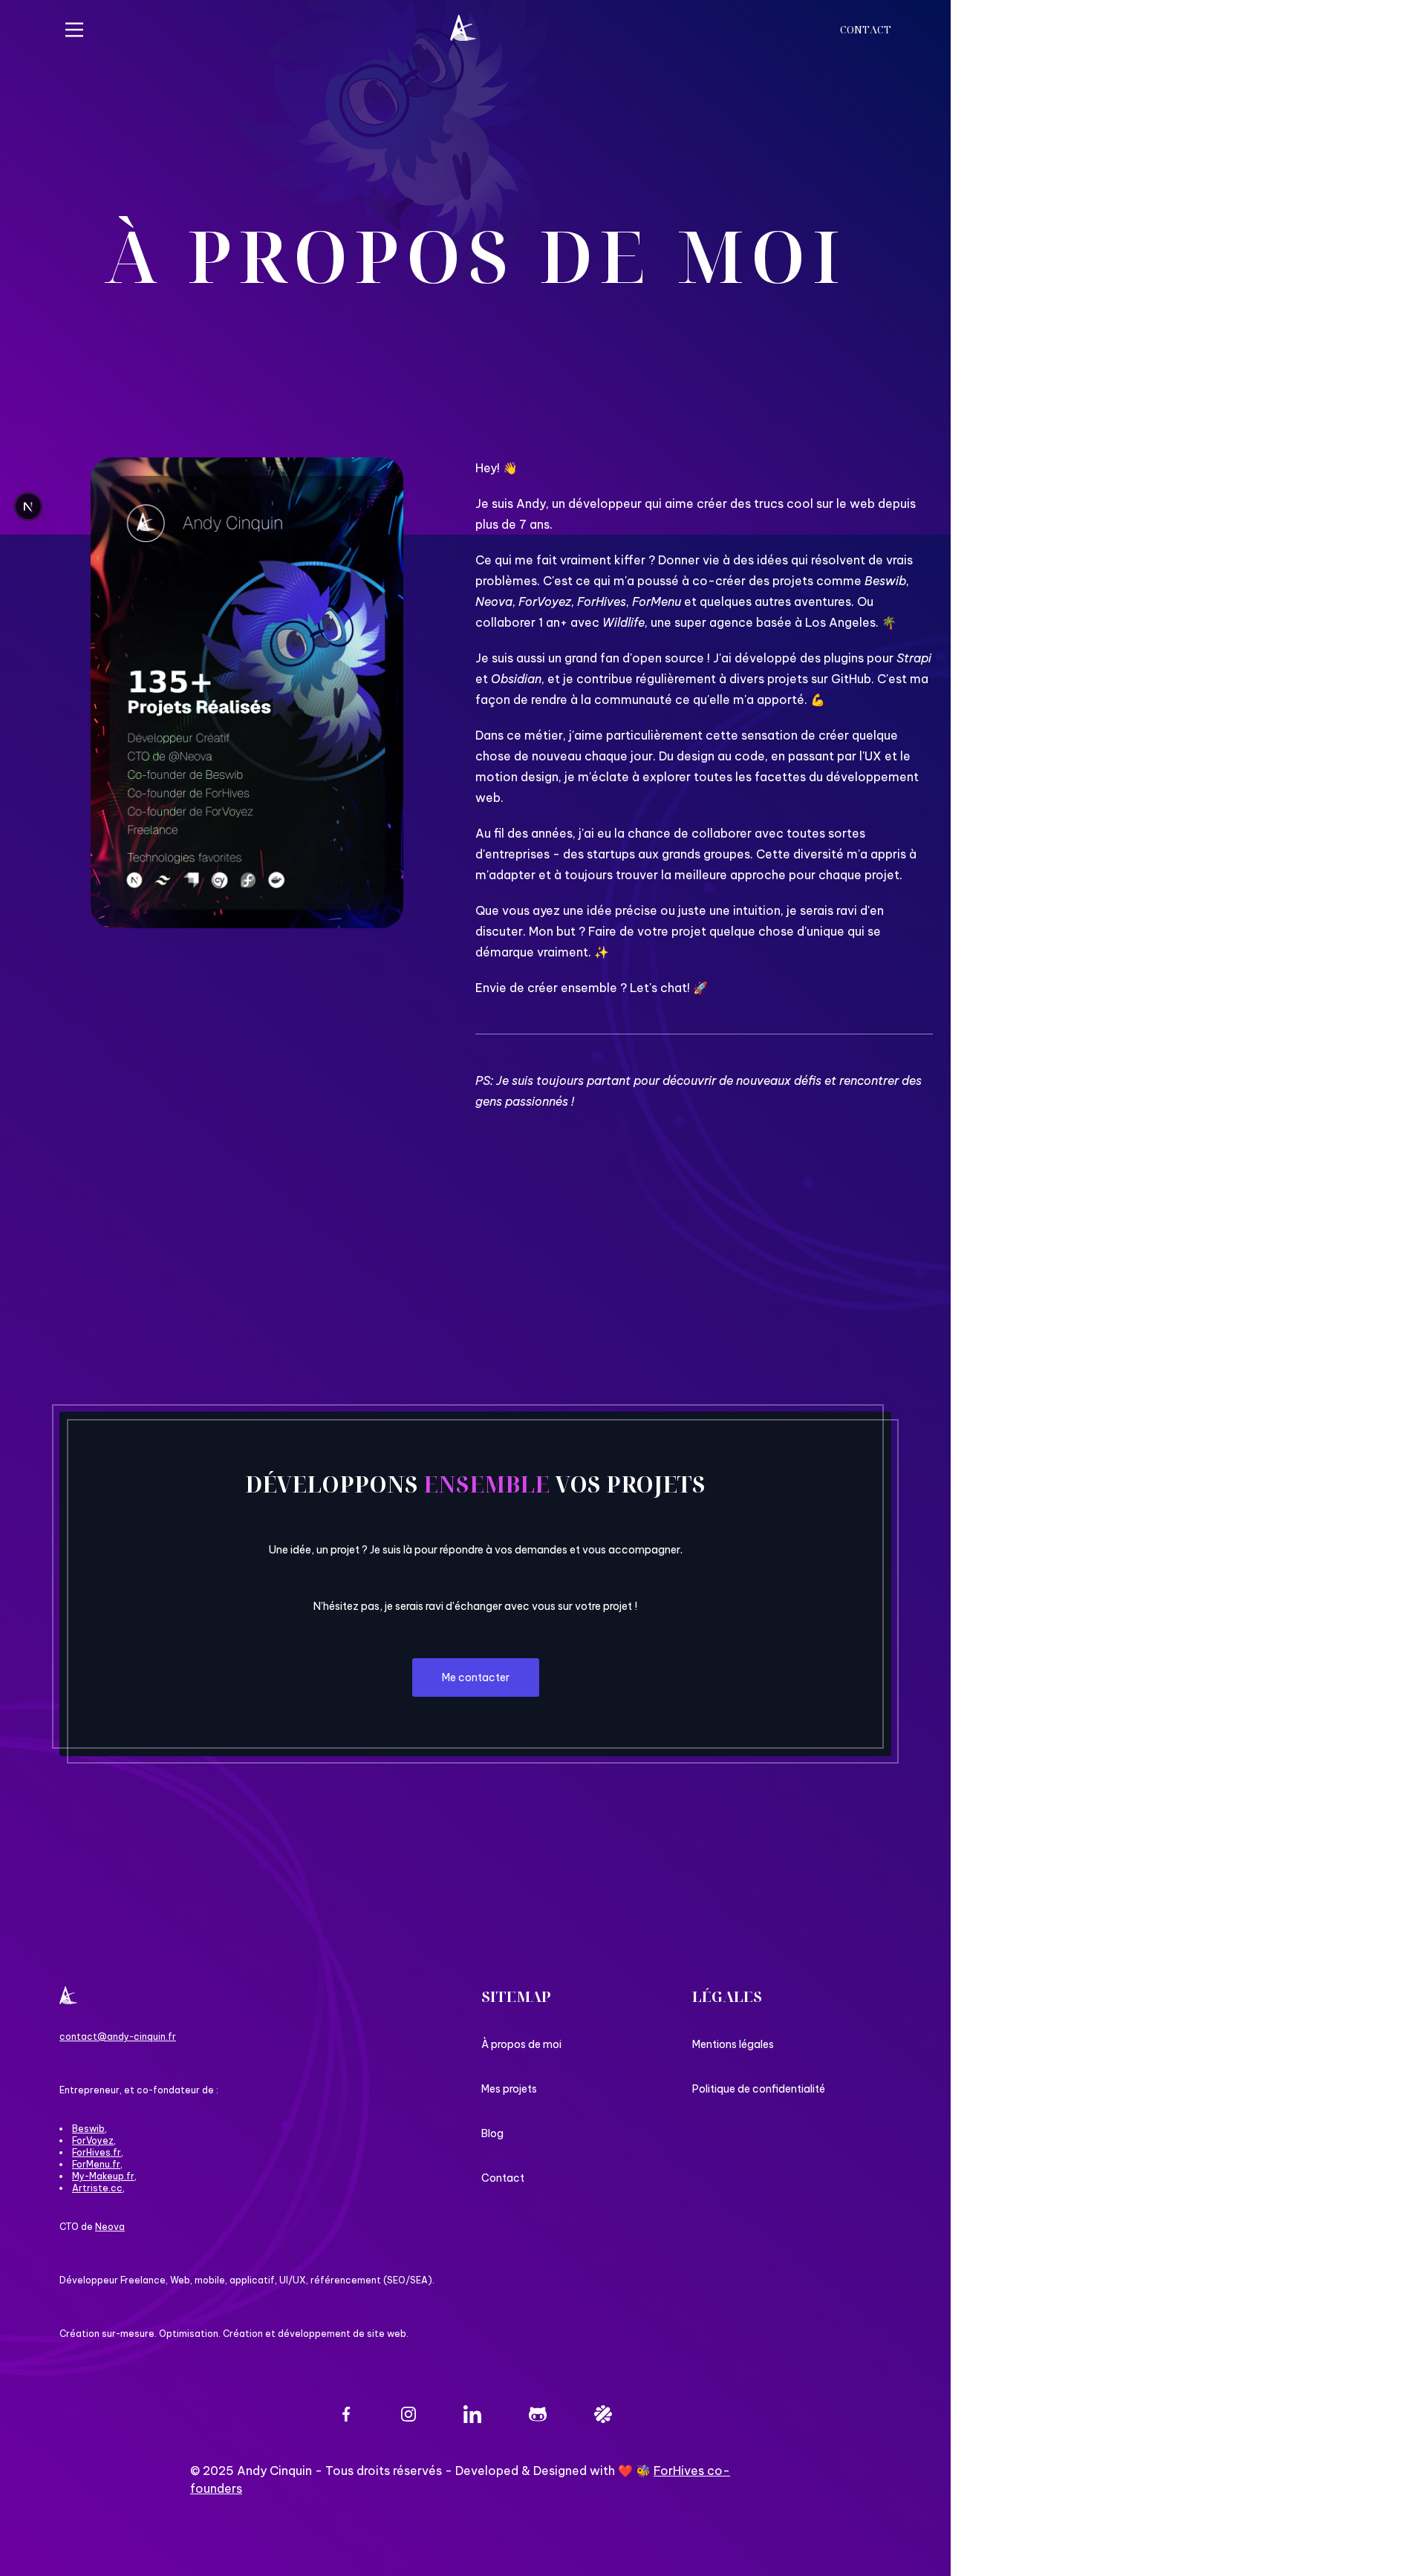 CONTACT
À PROPOS DE MOI
N
Andy Cinquin
135+
Projets Réalisés
Développeur Créatif
CTO de @Neova
Co-founder de Beswib
Co-founder de ForHives
Co-founder de ForVoyez
Freelance
Technologies favorites
Hey! 👋
Je suis Andy, un développeur qui aime créer des trucs cool sur le web depuis
plus de 7 ans.
Ce qui me fait vraiment kiffer ? Donner vie à des idées qui résolvent de vrais
problèmes. C'est ce qui m'a poussé à co-créer des projets comme Beswib,
Neova, ForVoyez, ForHives, ForMenu et quelques autres aventures. Ou
collaborer 1 an+ avec Wildlife, une super agence basée à Los Angeles. 🌴
Je suis aussi un grand fan d'open source ! J'ai développé des plugins pour Strapi
et Obsidian, et je contribue régulièrement à divers projets sur GitHub. C'est ma
façon de rendre à la communauté ce qu'elle m'a apporté. 💪
Dans ce métier, j'aime particulièrement cette sensation de créer quelque
chose de nouveau chaque jour. Du design au code, en passant par l'UX et le
motion design, je m'éclate à explorer toutes les facettes du développement
web.
Au fil des années, j'ai eu la chance de collaborer avec toutes sortes
d'entreprises - des startups aux grands groupes. Cette diversité m'a appris à
m'adapter et à toujours trouver la meilleure approche pour chaque projet.
Que vous ayez une idée précise ou juste une intuition, je serais ravi d'en
discuter. Mon but ? Faire de votre projet quelque chose d'unique qui se
démarque vraiment. ✨
Envie de créer ensemble ? Let's chat! 🚀
PS: Je suis toujours partant pour découvrir de nouveaux défis et rencontrer des
gens passionnés !
DÉVELOPPONS ENSEMBLE VOS PROJETS
Une idée, un projet ? Je suis là pour répondre à vos demandes et vous accompagner.
N'hésitez pas, je serais ravi d'échanger avec vous sur votre projet !
Me contacter
contact@andy-cinquin.fr
Entrepreneur, et co-fondateur de :
• Beswib,
• ForVoyez,
• ForHives.fr,
• ForMenu.fr,
• My-Makeup.fr,
• Artriste.cc,
CTO de Neova
Développeur Freelance, Web, mobile, applicatif, UI/UX, référencement (SEO/SEA).
Création sur-mesure. Optimisation. Création et développement de site web.
SITEMAP
À propos de moi
Mes projets
Blog
Contact
LÉGALES
Mentions légales
Politique de confidentialité
© 2025 Andy Cinquin - Tous droits réservés - Developed & Designed with ❤️ 🐝 ForHives co-
founders